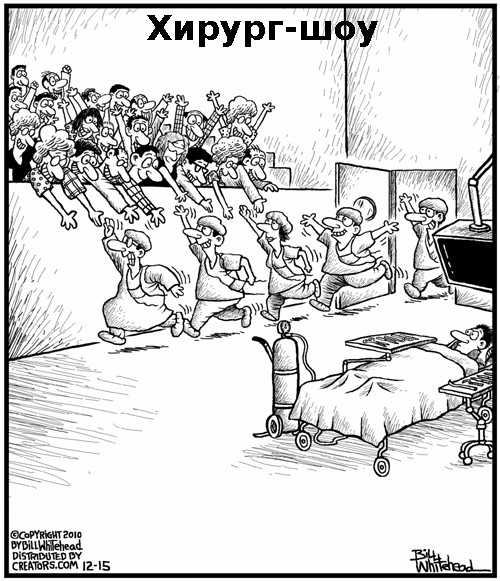 Хирург-шоу
©COPYRIGHT 2010
BY BILL WHITEHEAD
DISTRIBUTED BY
CREATORS.COM 12-15
Bill
Whitehead